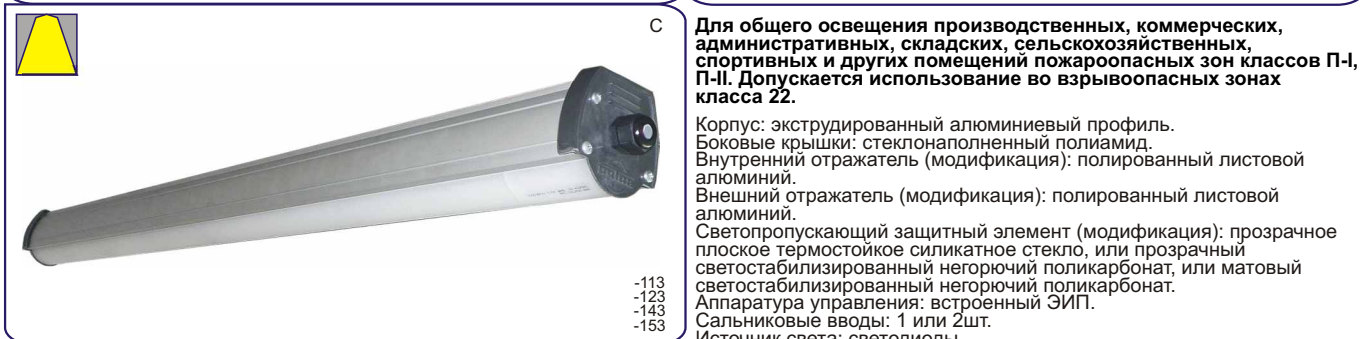 С
-113
-123
-143
-153
Для общего освещения производственных, коммерческих,
административных, складских, сельскохозяйственных,
спортивных и других помещений пожароопасных зон классов П-I,
П-II. Допускается использование во взрывоопасных зонах
класса 22.
Корпус: экструдированный алюминиевый профиль.
Боковые крышки: стеклонаполненный полиамид.
Внутренний отражатель (модификация): полированный листовой
алюминий.
Внешний отражатель (модификация): полированный листовой
алюминий.
Светопропускающий защитный элемент (модификация): прозрачное
плоское термостойкое силикатное стекло, или прозрачный
светостабилизированный негорючий поликарбонат, или матовый
светостабилизированный негорючий поликарбонат.
Аппаратура управления: встроенный ЭИП.
Сальниковые вводы: 1 или 2шт.
Источник света: светодиоды